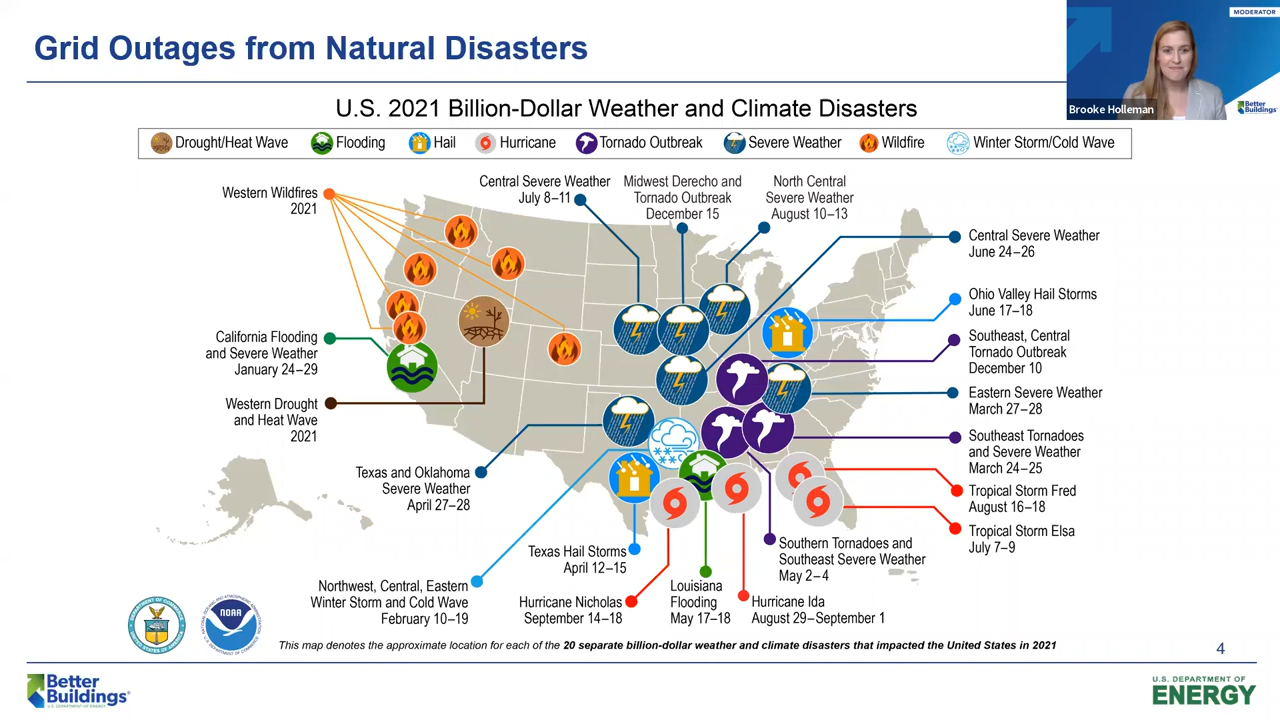 Grid Outages from Natural Disasters
MODERATOR
Brooke Holleman
Better
Buildings
U.S. 2021 Billion-Dollar Weather and Climate Disasters
Drought/Heat Wave Flooding Hail Hurricane Tornado Outbreak Severe Weather Wildfire Winter Storm/Cold Wave
Western Wildfires
2021
Central Severe Weather
July 8–11
Midwest Derecho and
Tornado Outbreak
December 15
North Central
Severe Weather
August 10–13
Central Severe Weather
June 24–26
Ohio Valley Hail Storms
June 17–18
California Flooding
and Severe Weather
January 24–29
Southeast, Central
Tornado Outbreak
December 10
Western Drought
and Heat Wave
2021
Eastern Severe Weather
March 27–28
Southeast Tornadoes
and Severe Weather
March 24–25
Texas and Oklahoma
Severe Weather
April 27–28
Tropical Storm Fred
August 16–18
Tropical Storm Elsa
July 7–9
Texas Hail Storms
April 12–15
Southern Tornadoes and
Southeast Severe Weather
May 2–4
Northwest, Central, Eastern
Winter Storm and Cold Wave
February 10–19
Hurricane Nicholas
September 14–18
Louisiana
Flooding
May 17–18
Hurricane Ida
August 29–September 1
NOAA
This map denotes the approximate location for each of the 20 separate billion-dollar weather and climate disasters that impacted the United States in 2021
4
Better
Buildings®
U.S. DEPARTMENT OF ENERGY
U.S. DEPARTMENT OF
ENERGY